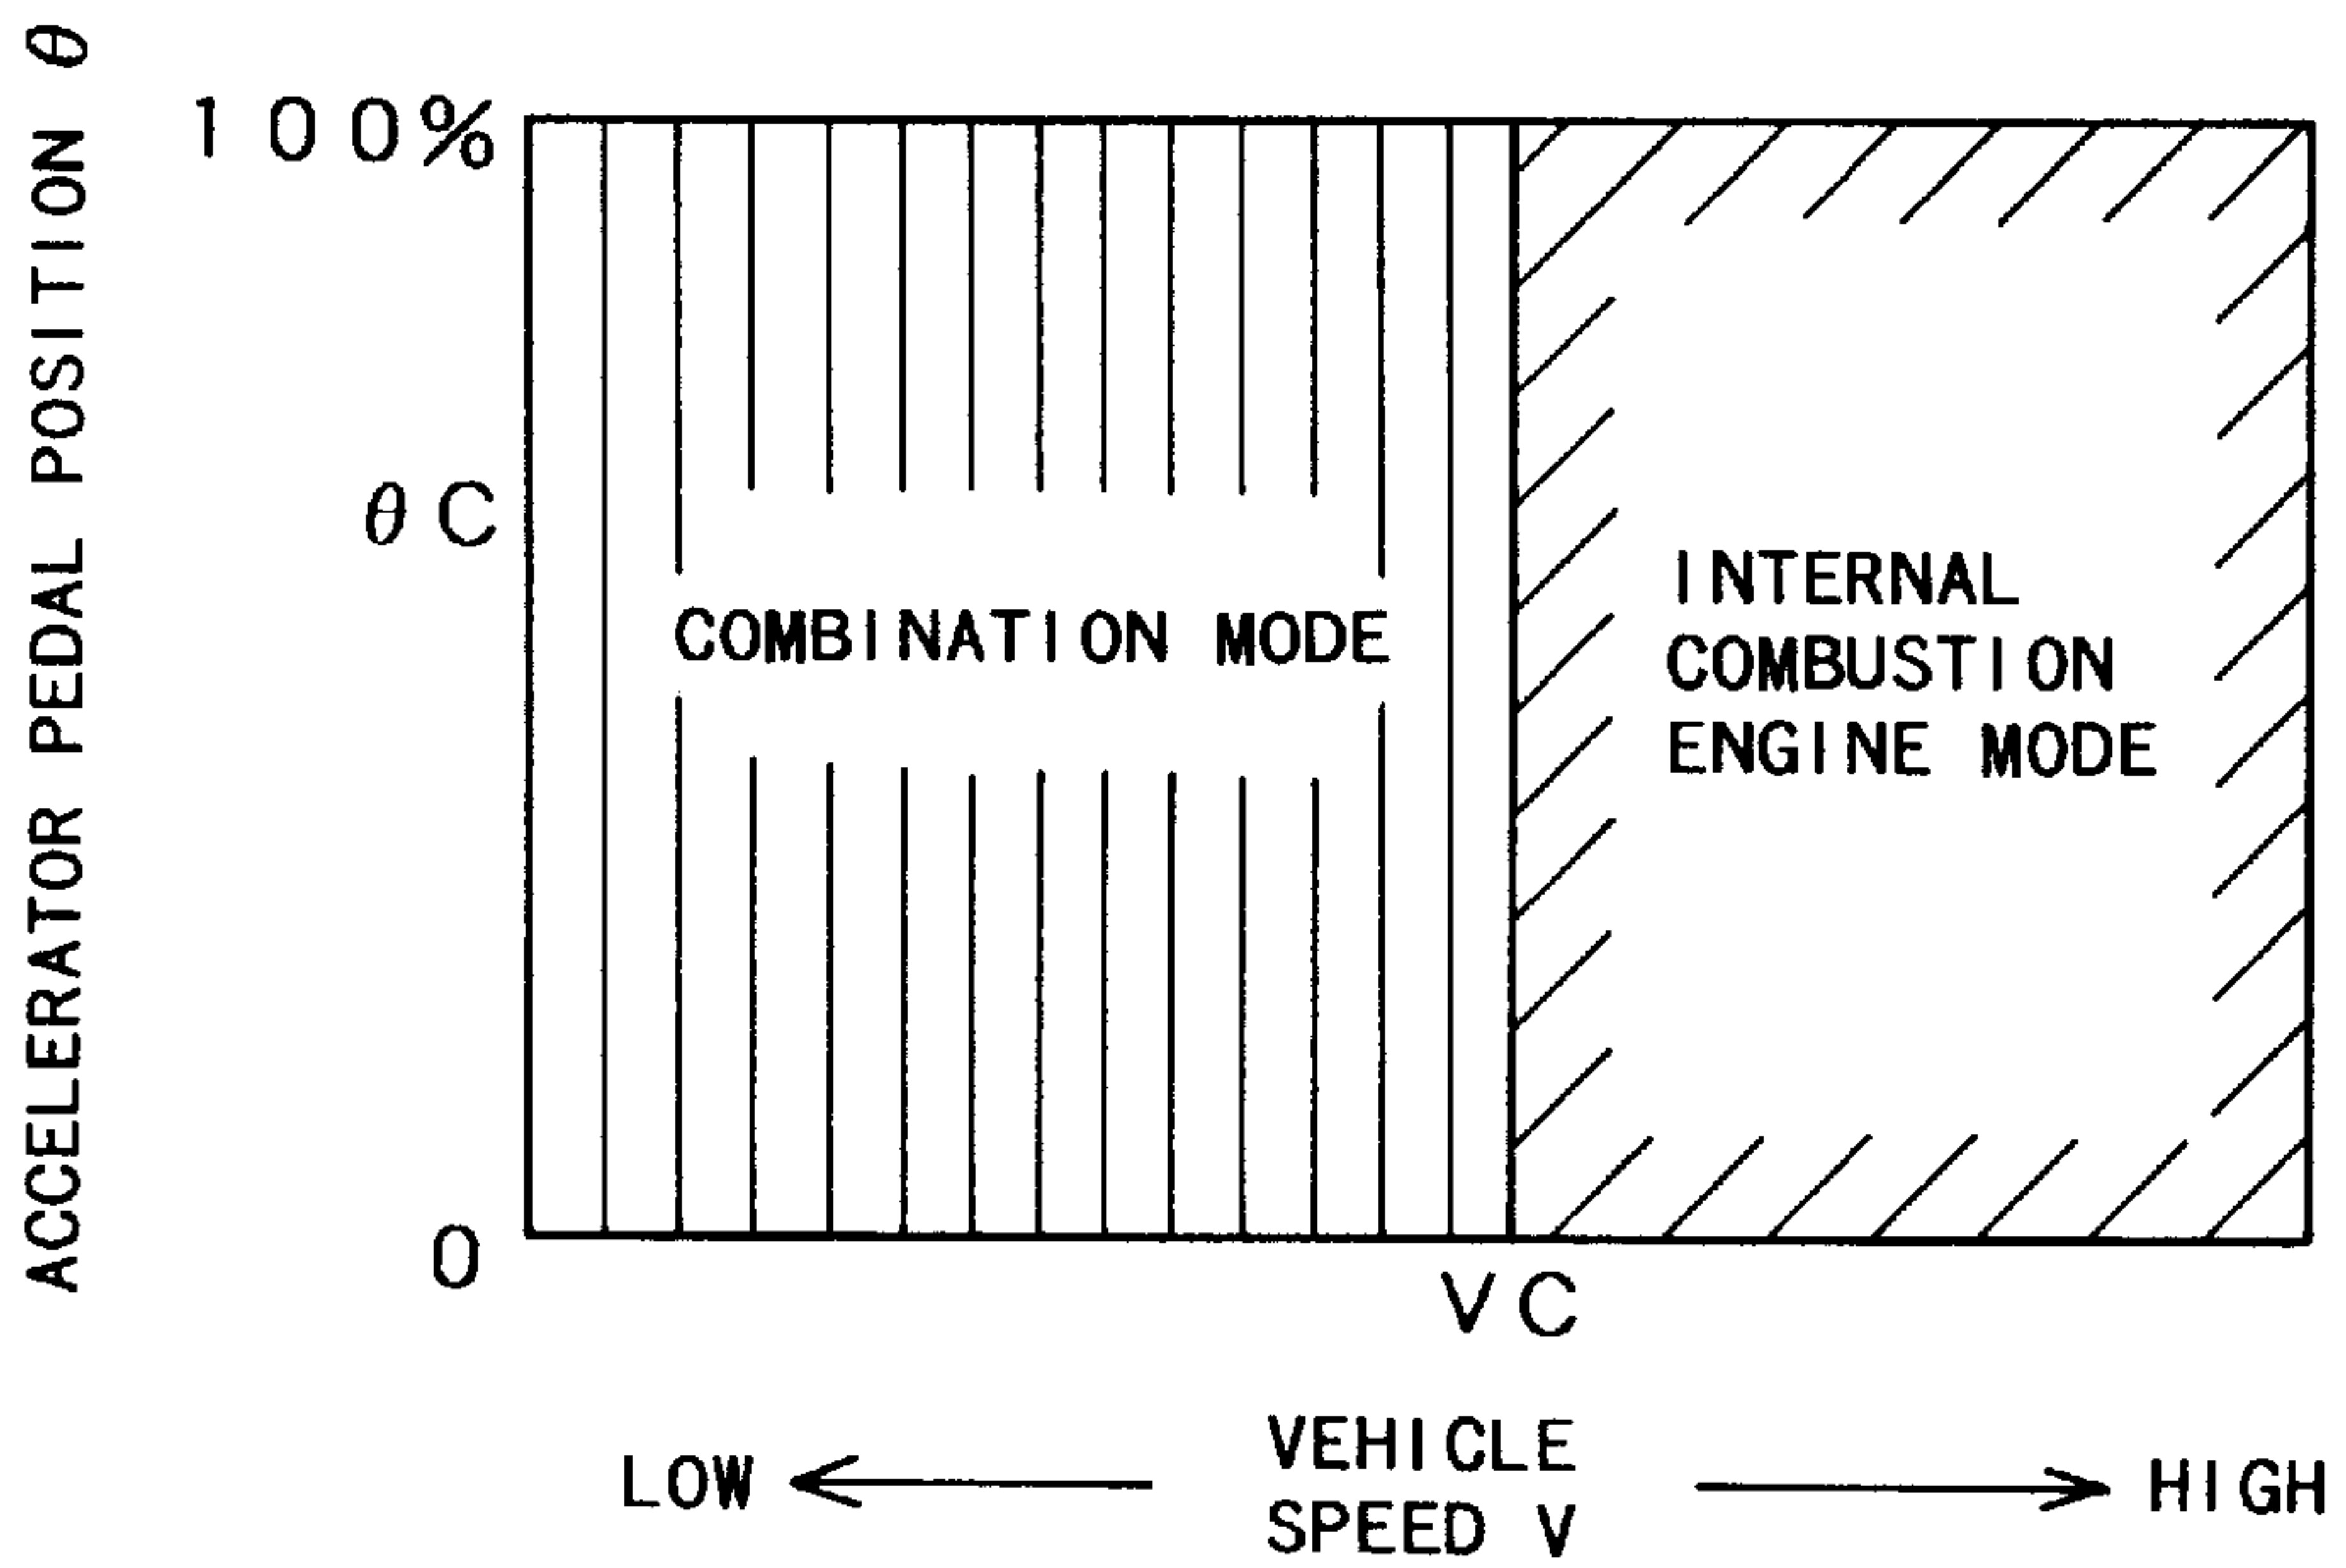 ACCELERATOR PEDAL POSITION θ
100%
θC
0
COMBINATION MODE
INTERNAL
COMBUSTION
ENGINE MODE
VC
LOW
VEHICLE
SPEED V
HIGH